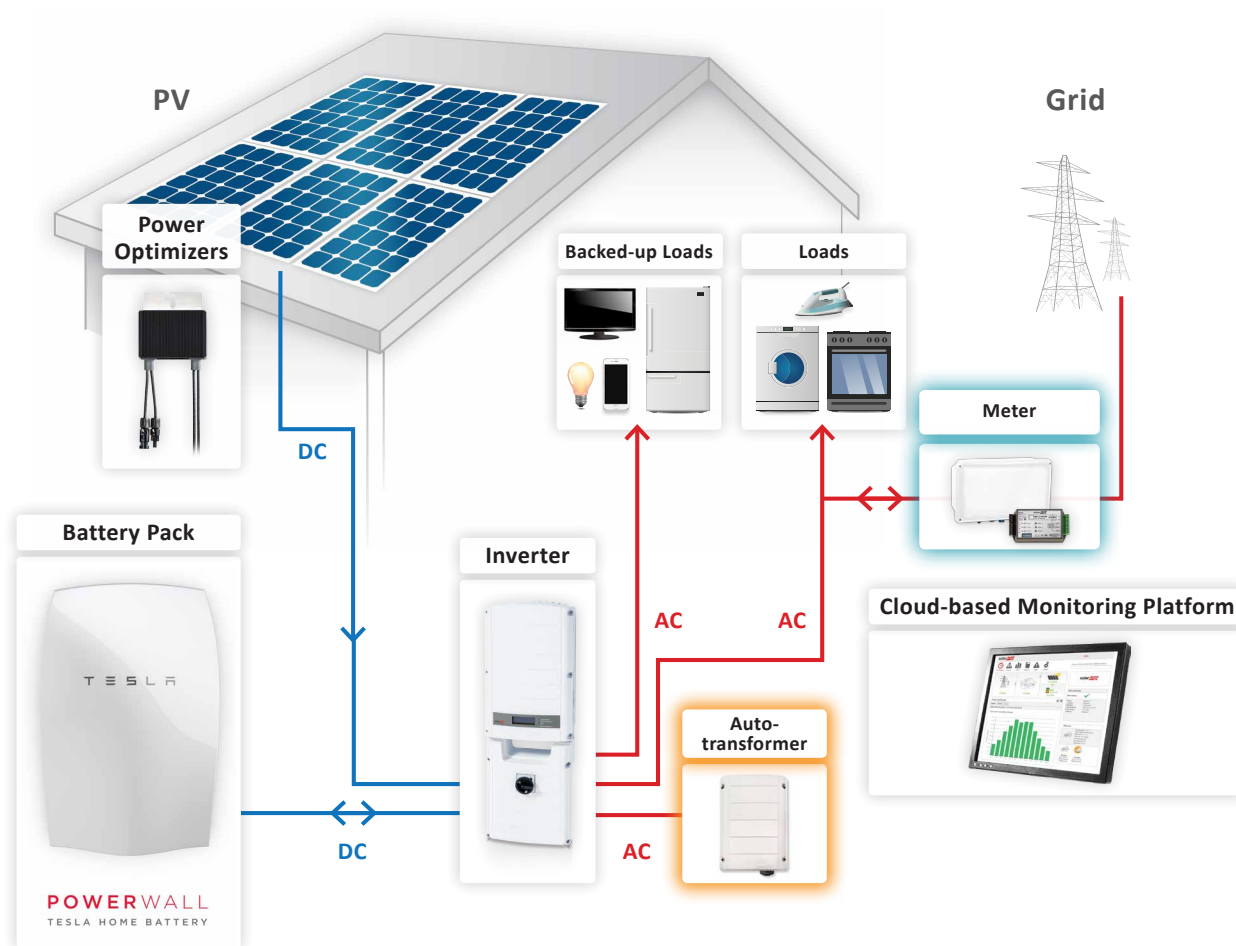 PV
Grid
Power
Optimizers
Backed-up Loads
Loads
Meter
DC
Battery Pack
Inverter
Cloud-based Monitoring Platform
AC
AC
TESLA
solaredge
Auto-
transformer
DC
AC
POWERWALL
TESLA HOME BATTERY